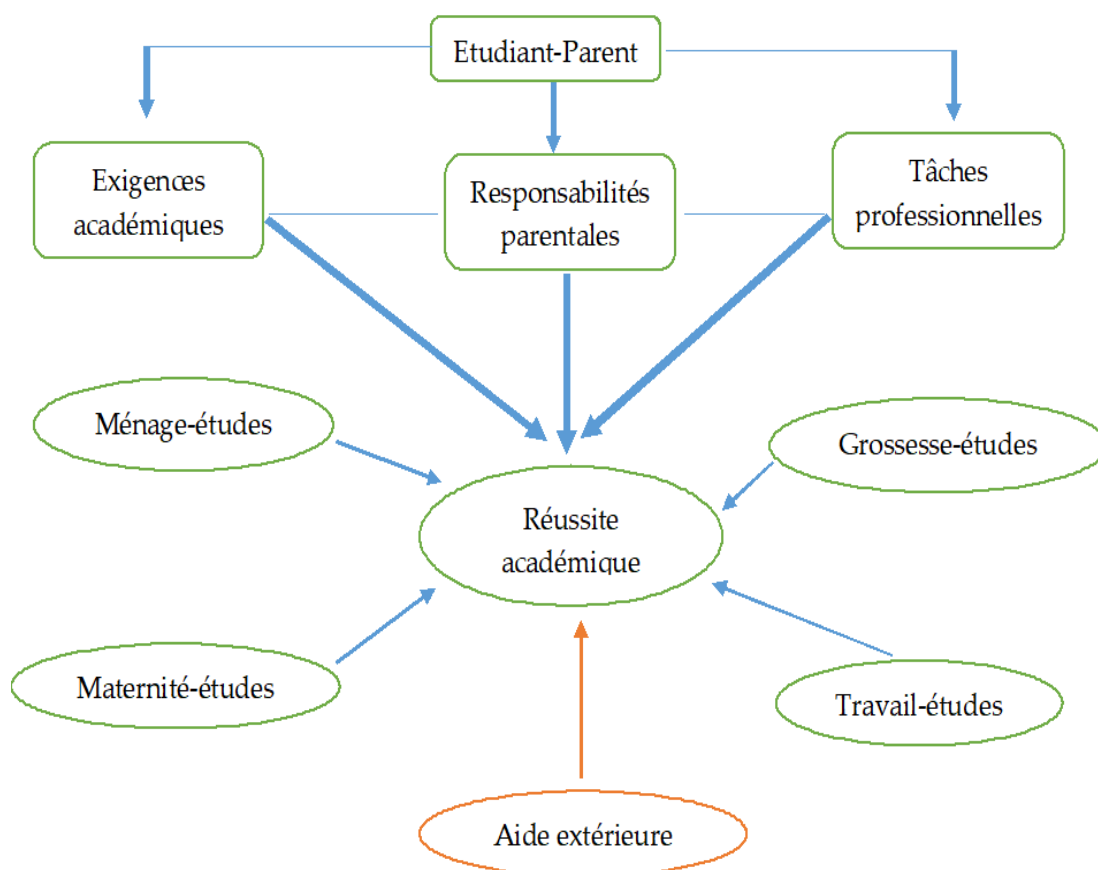 Etudiant-Parent
Exigences
académiques
Responsabilités
parentales
Tâches
professionnelles
Ménage-études
Grossesse-études
Réussite
académique
Maternité-études
Travail-études
Aide extérieure